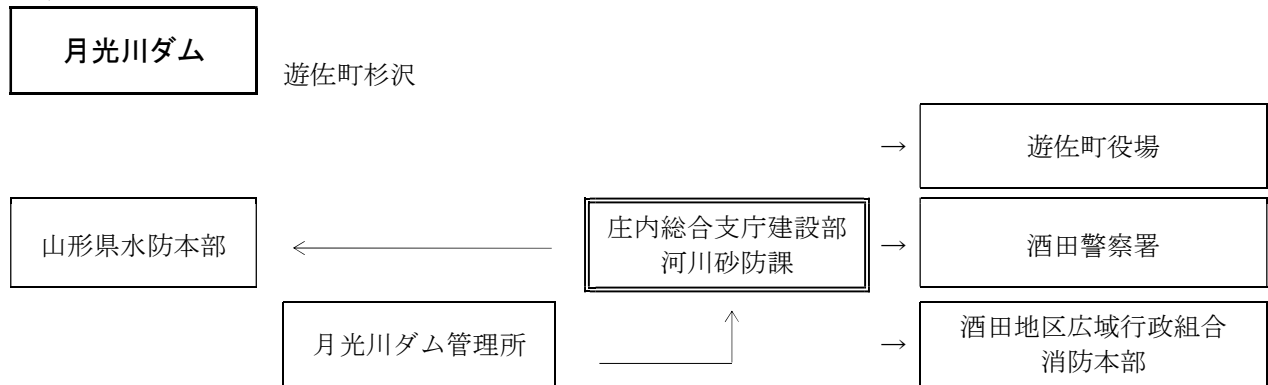 月光川ダム
遊佐町杉沢
→ 遊佐町役場
山形県水防本部
←
庄内総合支庁建設部
河川砂防課
→ 酒田警察署
月光川ダム管理所
→ 酒田地区広域行政組合
消防本部